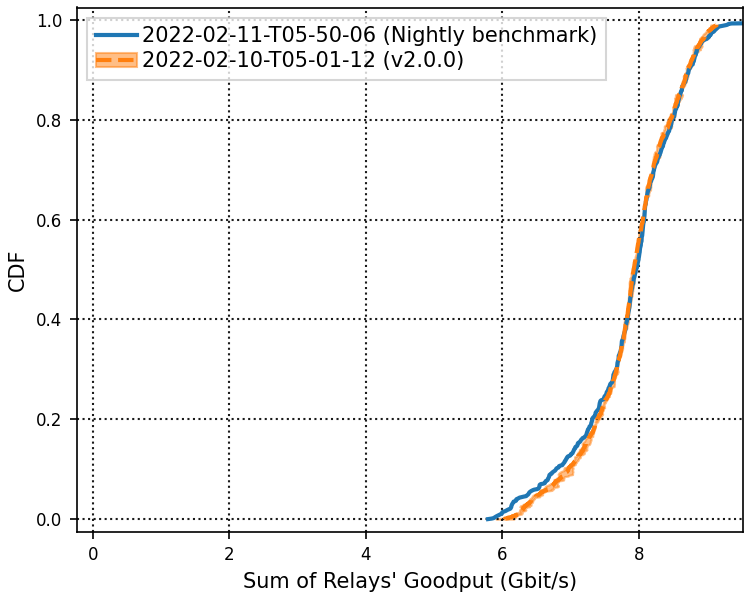 2022-02-11-T05-50-06 (Nightly benchmark)
2022-02-10-T05-01-12 (v2.0.0)
1.0
0.8
0.6
0.4
0.2
0.0
CDF
0 2 4 6 8
Sum of Relays' Goodput (Gbit/s)